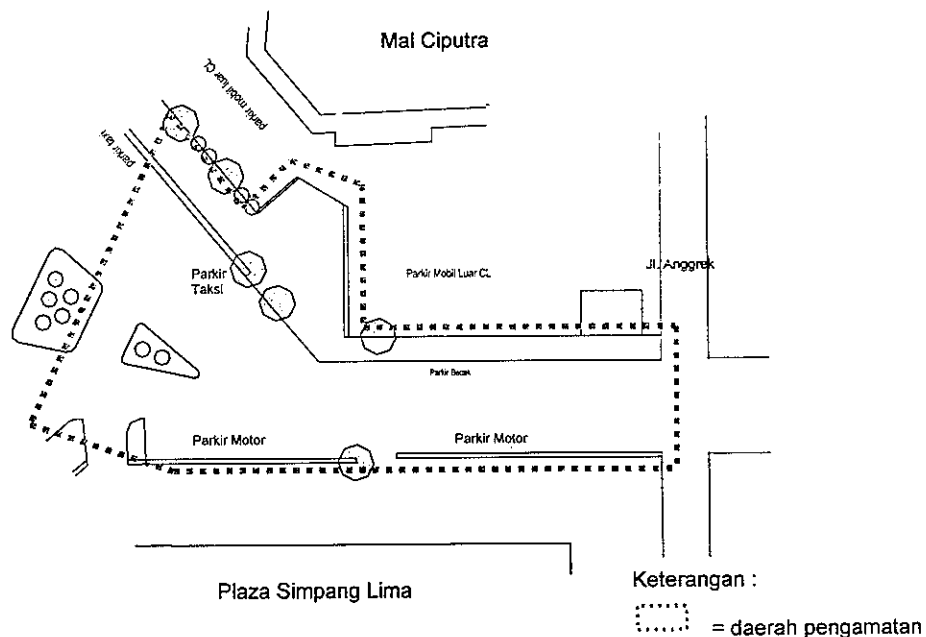 Mal Ciputra
parkir mobil luar CL
parkir taxi
Parkir
Taksi
Parkir Mobil Luar CL
Jl. Anggrek
Parkir Becak
Parkir Motor
Parkir Motor
Plaza Simpang Lima
Keterangan :
= daerah pengamatan